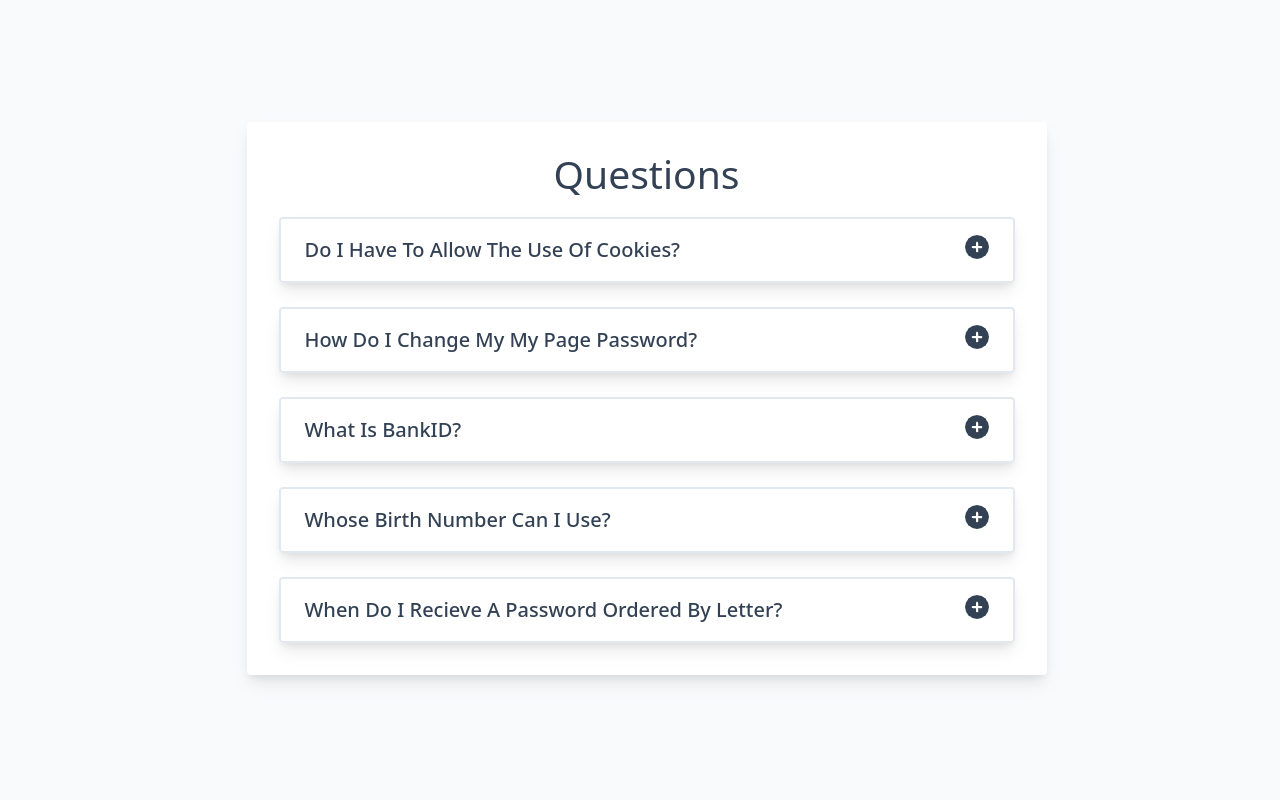 Questions
Do I Have To Allow The Use Of Cookies?
How Do I Change My My Page Password?
What Is BankID?
Whose Birth Number Can I Use?
When Do I Recieve A Password Ordered By Letter?